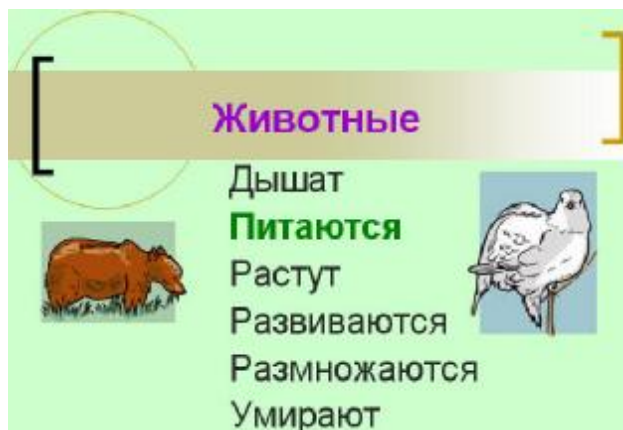 Животные
Дышат
Питаются
Растут
Развиваются
Размножаются
Умирают